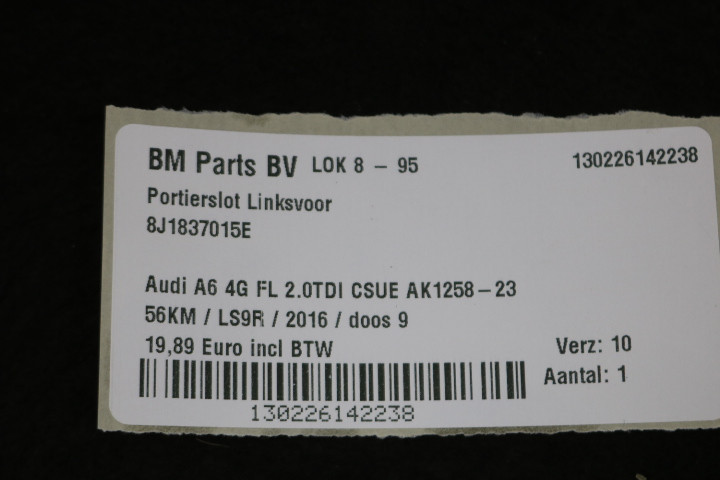 BM Parts BV LOK 8 - 95 130226142238
Portierslot Linksvoor
8J1837015E
Audi A6 4G FL 2.0TDI CSUE AK1258-23
56KM / LS9R / 2016 / doos 9
19,89 Euro incl BTW Verz: 10
Aantal: 1
130226142238